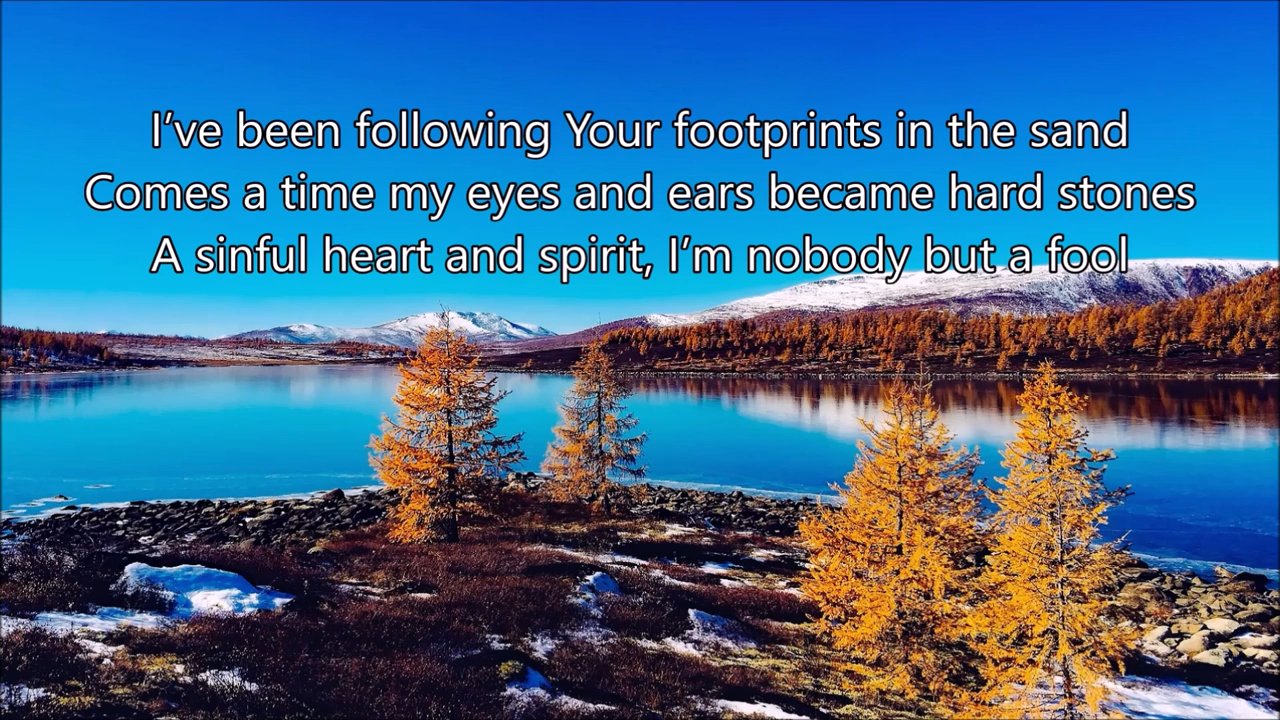 I’ve been following Your footprints in the sand
Comes a time my eyes and ears became hard stones
A sinful heart and spirit, I’m nobody but a fool